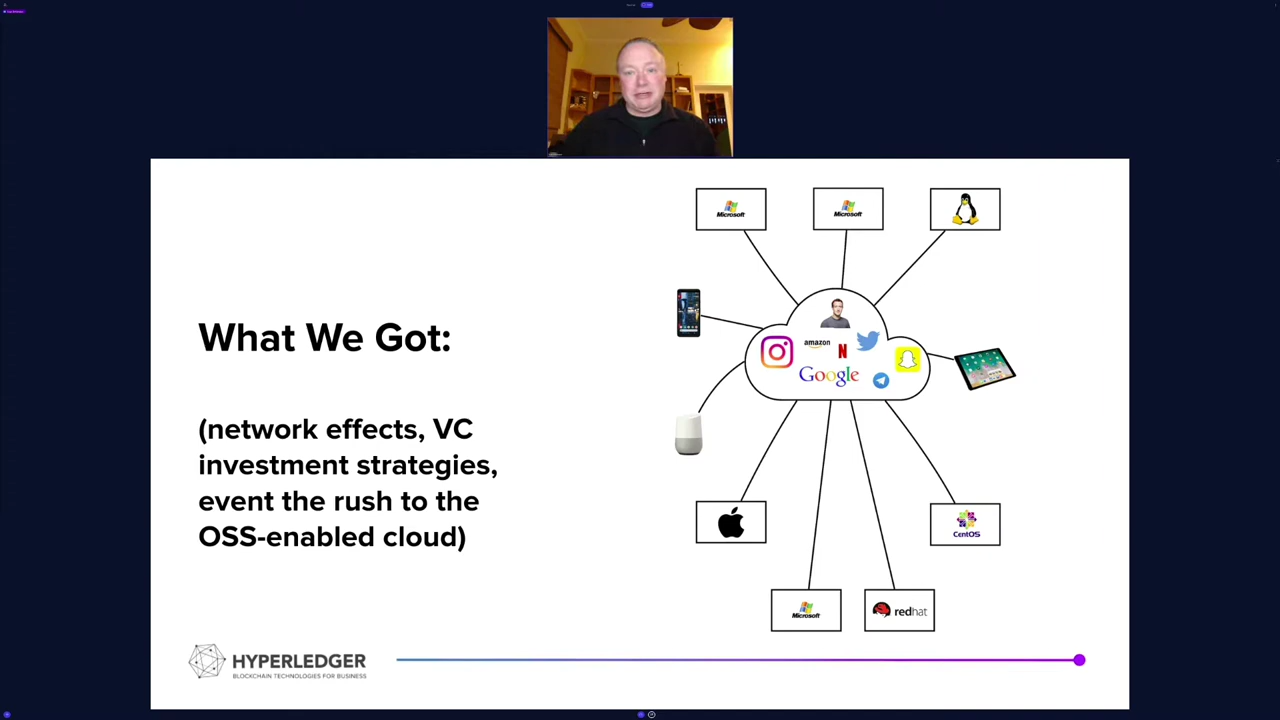 Microsoft
Microsoft
What We Got:
(network effects, VC
investment strategies,
event the rush to the
OSS-enabled cloud)
amazon
N
Google
CentOS
Microsoft
redhat
HYPERLEDGER
BLOCKCHAIN TECHNOLOGIES FOR BUSINESS